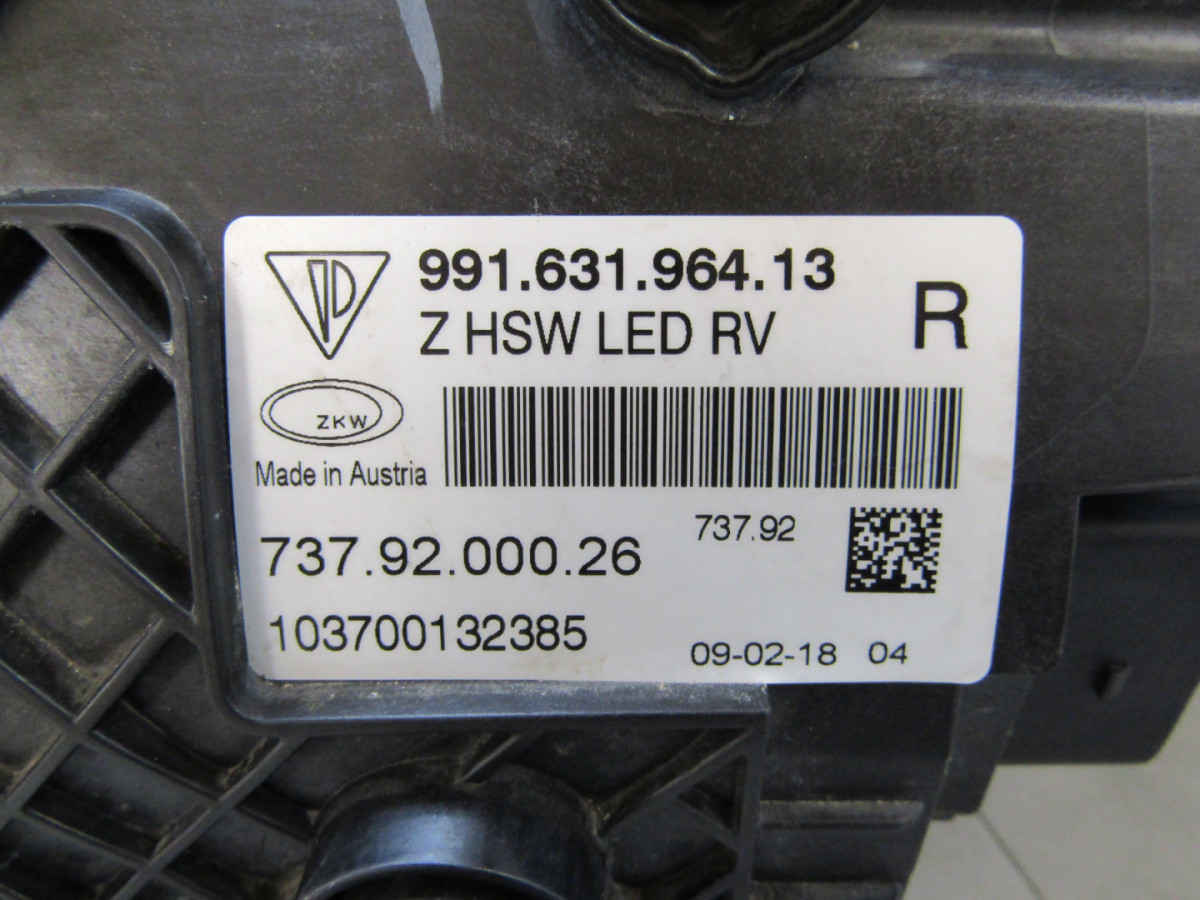 991.631.964.13
Z HSW LED RV
R
ZKW
Made in Austria
737.92
737.92.000.26
103700132385
09-02-18 04